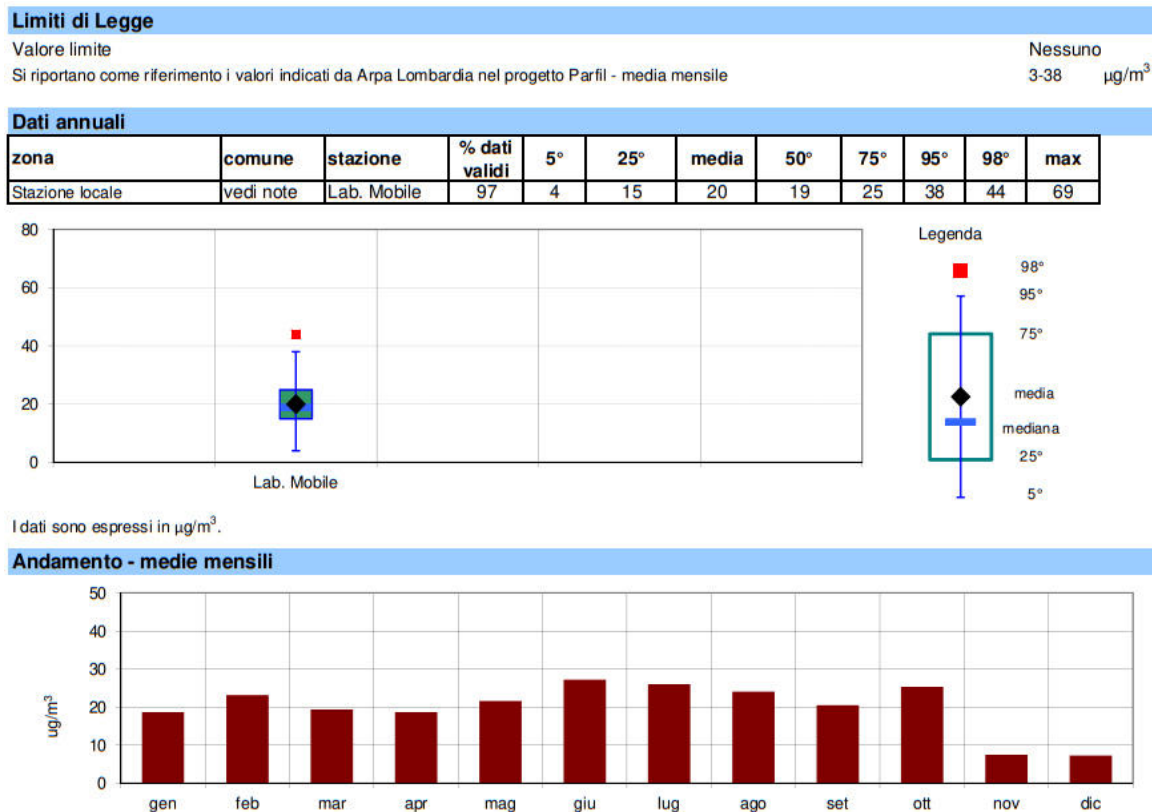 Limiti di Legge
Valore limite Nessuno
Si riportano come riferimento i valori indicati da Arpa Lombardia nel progetto Parfil - media mensile 3-38 µg/m³
Dati annuali
zona comune stazione % dati validi 5° 25° media 50° 75° 95° 98° max
Stazione locale vedi note Lab. Mobile 97 4 15 20 19 25 38 44 69
80
60
40
20
0
Lab. Mobile
Legenda
98°
95°
75°
media
mediana
25°
5°
I dati sono espressi in µg/m³.
Andamento - medie mensili
50
40
30
20
10
0
ug/m³
gen feb mar apr mag giu lug ago set ott nov dic